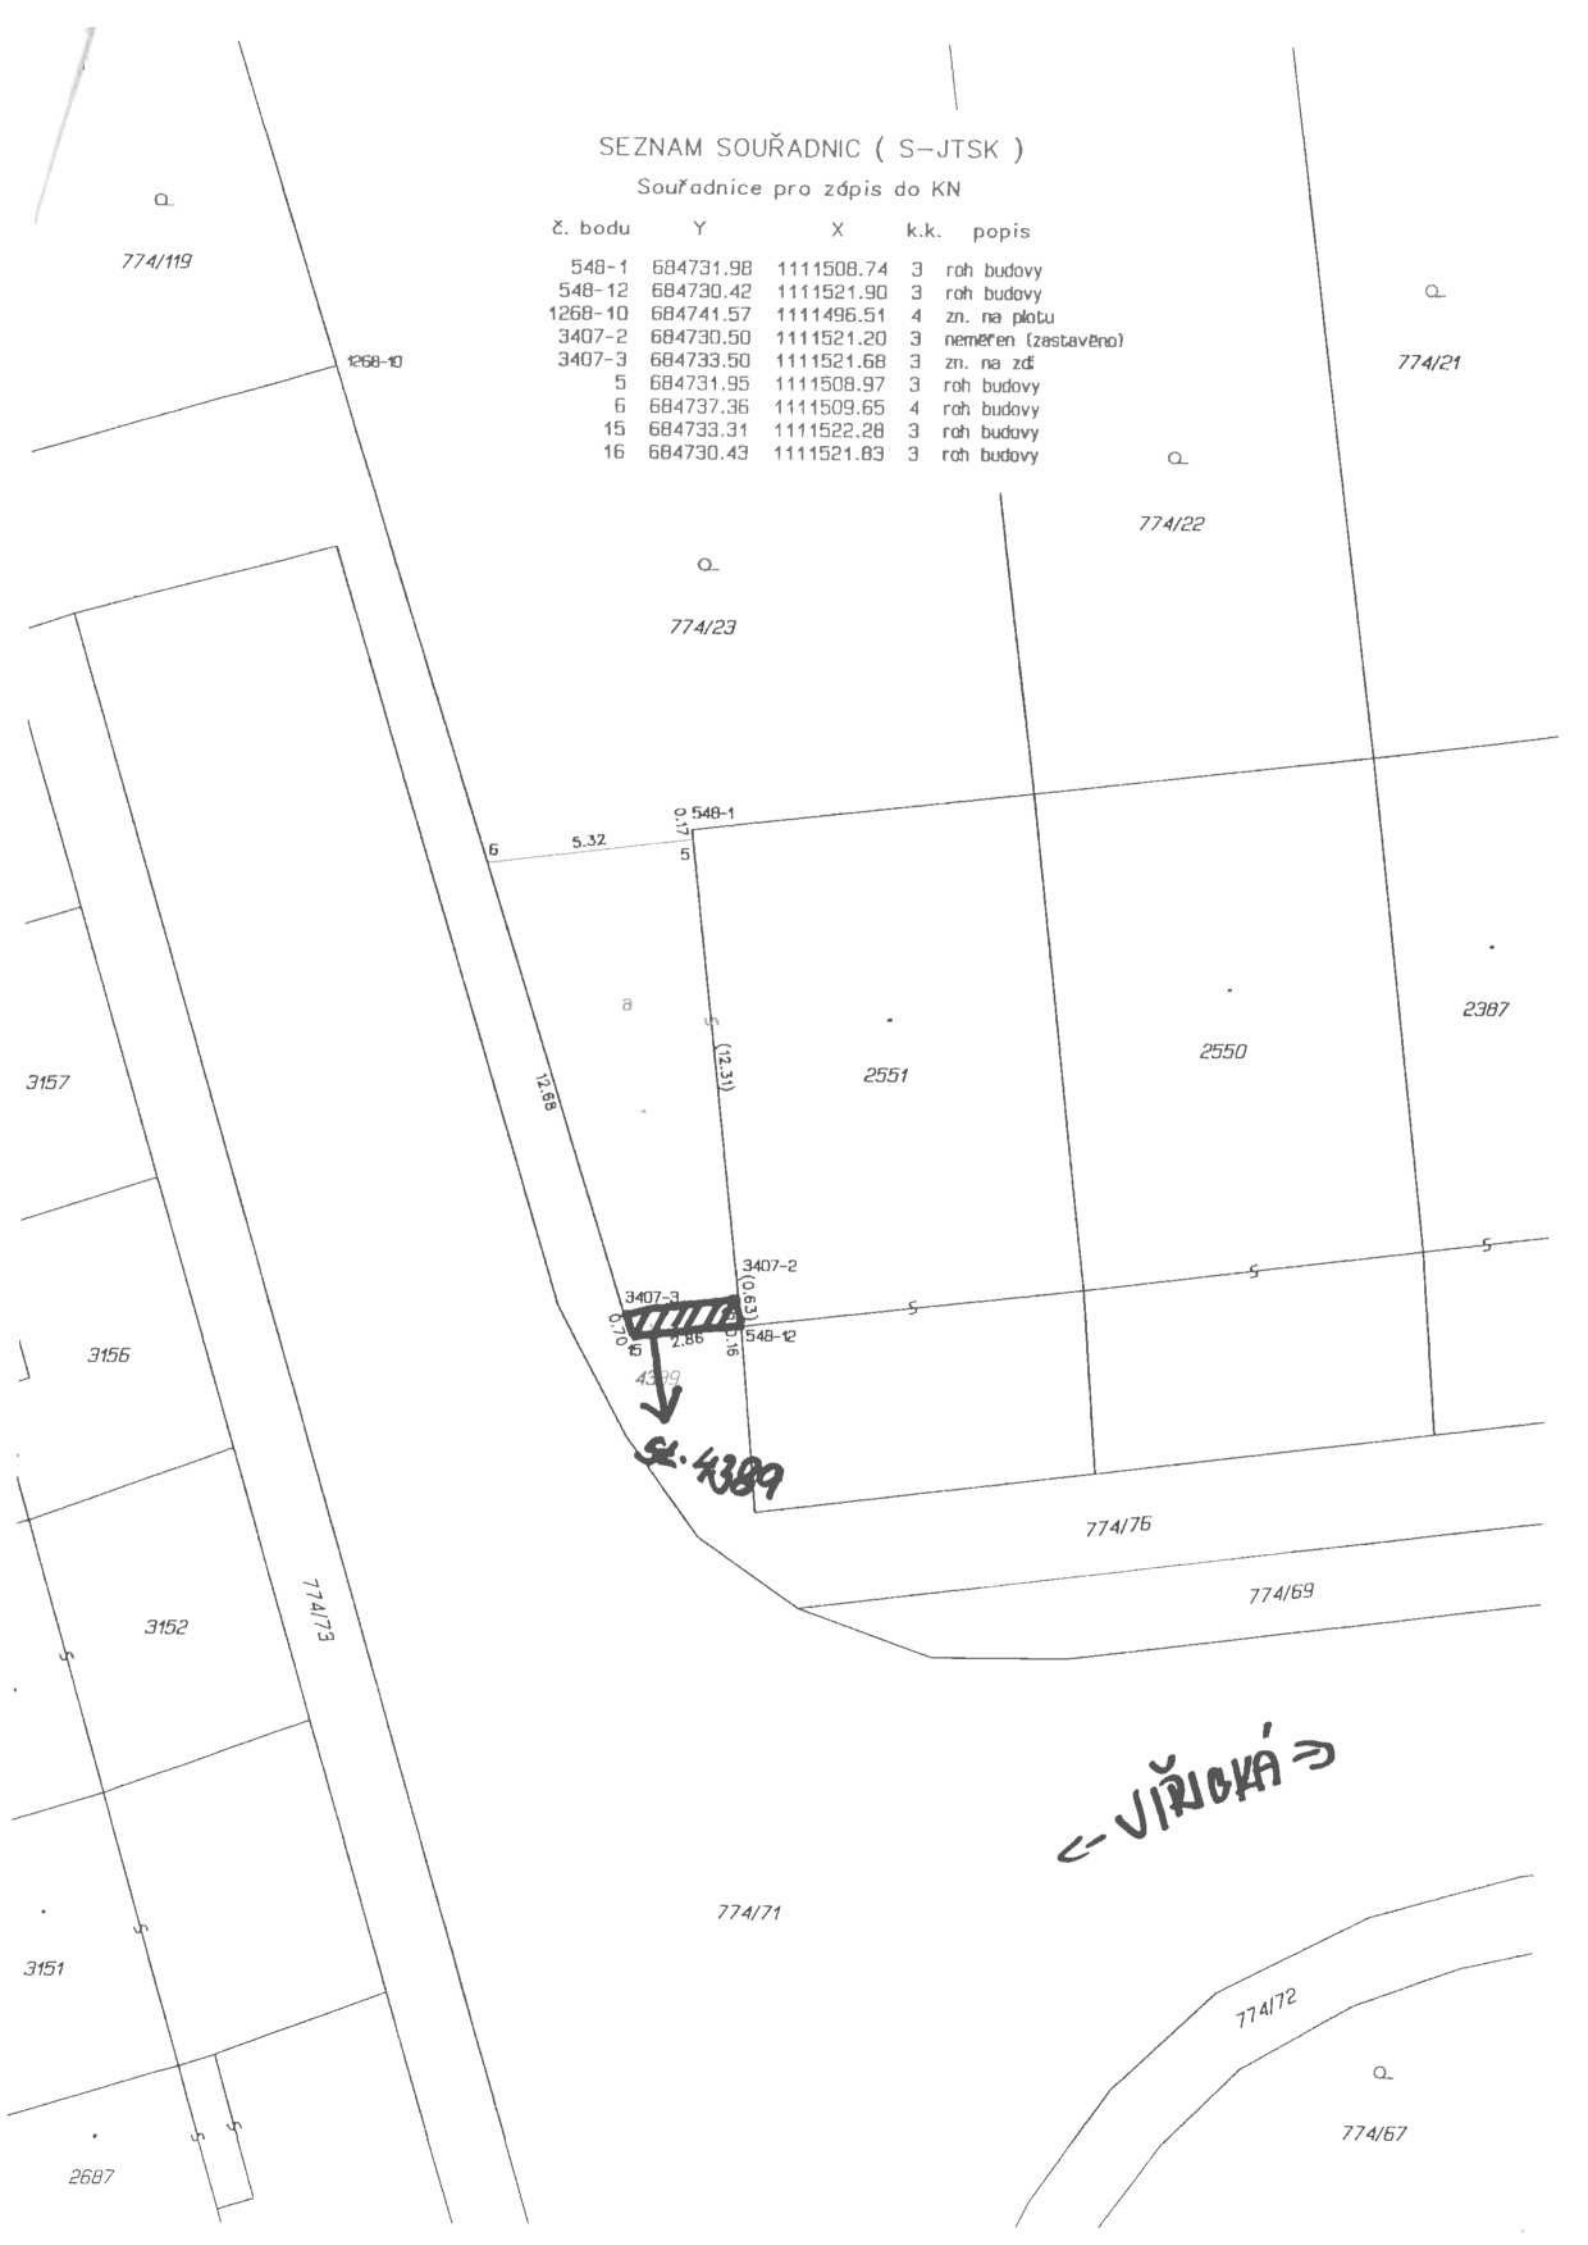 SEZNAM SOUŘADNIC ( S-JTSK )
Souřadnice pro zápis do KN
č. bodu Y X k.k. popis
548-1 684731.98 1111508.74 3 roh budovy
548-12 684730.42 1111521.90 3 roh budovy
1268-10 684741.57 1111496.51 4 zn. na plotu
3407-2 684730.50 1111521.20 3 neměřen (zastavěno)
3407-3 684733.50 1111521.68 3 zn. na zdi
5 684731.95 1111508.97 3 roh budovy
6 684737.36 1111509.65 4 roh budovy
15 684733.31 1111522.28 3 roh budovy
16 684730.43 1111521.83 3 roh budovy
774/119
1268-10
774/21
774/22
774/23
0.17 548-1
6 5.32 5
a
(12.31)
12.68
2551
2550
2387
3157
3407-2
(0.63)
3407-3
0.70
15 2.86 0.16 548-12
3156
st. 4389
774/76
774/69
3152
774/73
774/71
3151
774/72
774/67
2687